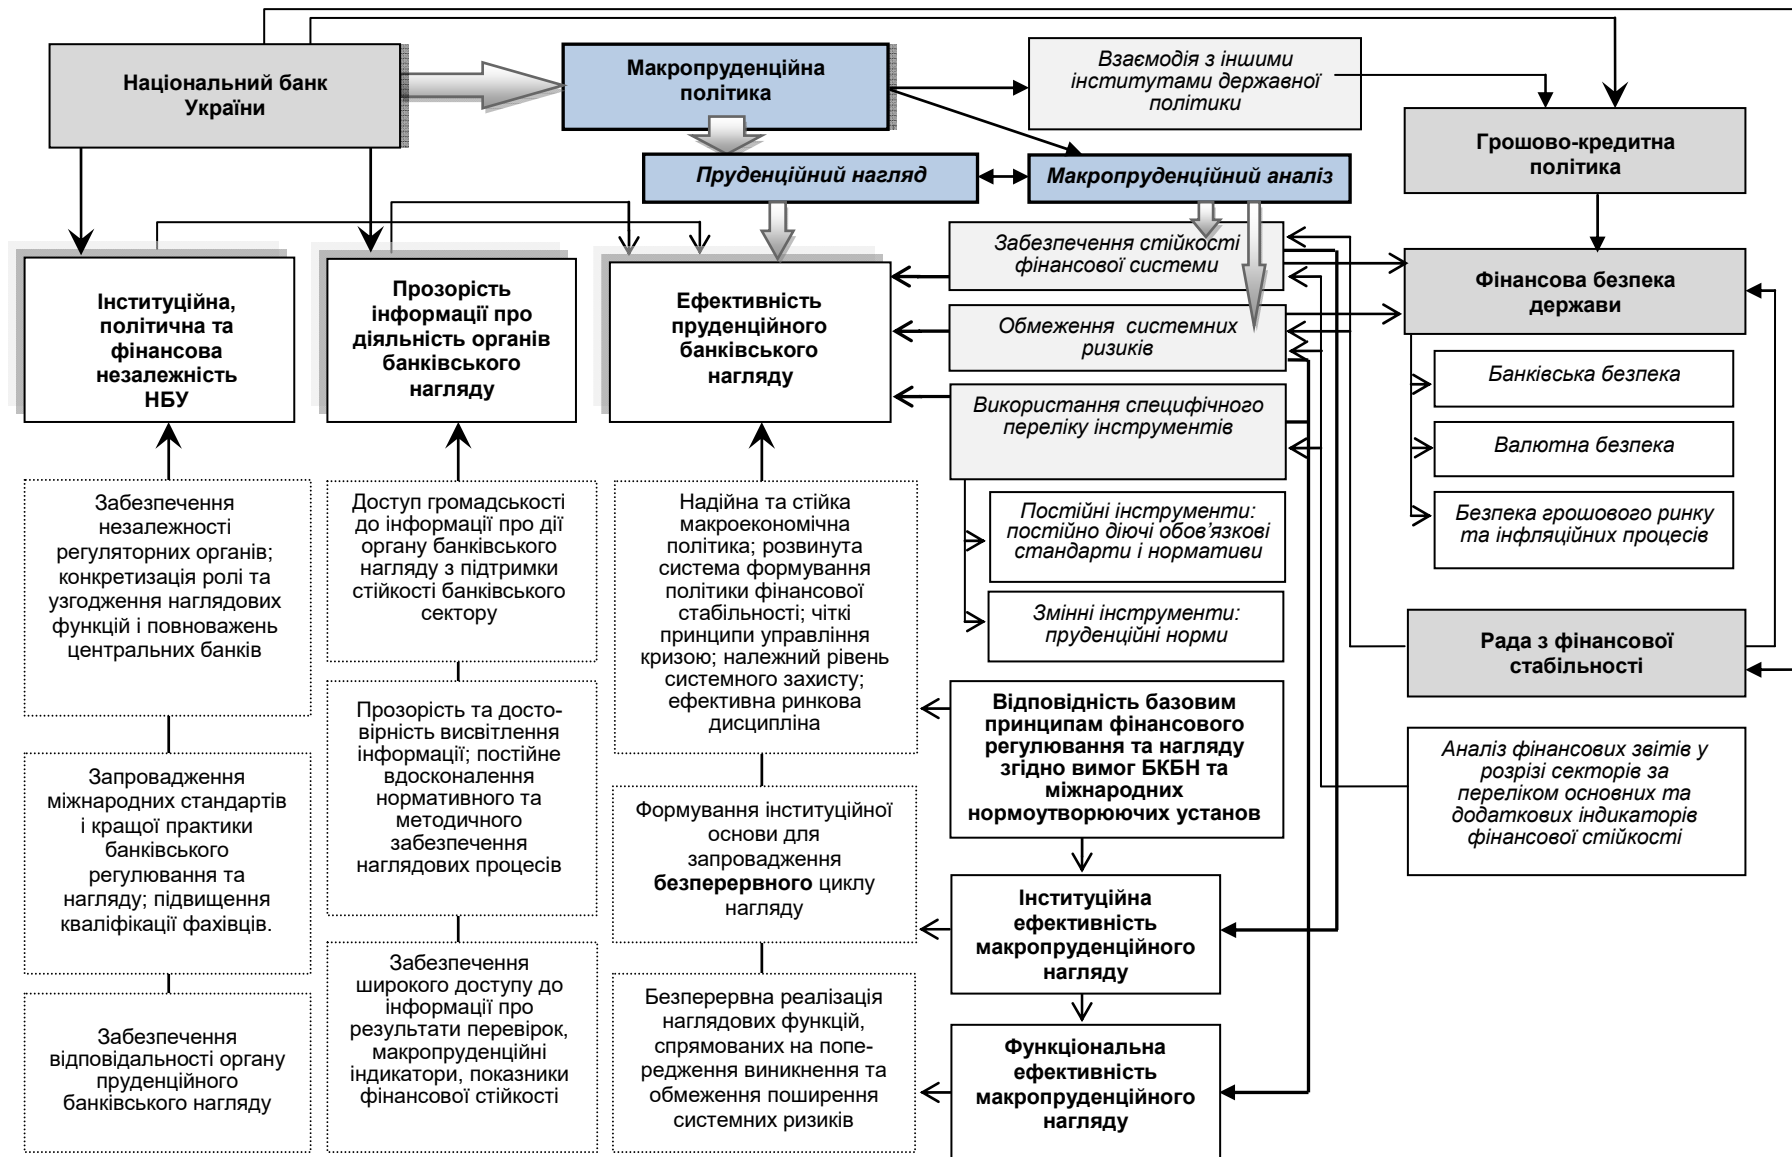 Національний банк
України
Макропруденційна
політика
Взаємодія з іншими
інститутами державної
політики
Грошово-кредитна
політика
Пруденційний нагляд
Макропруденційний аналіз
Інституційна,
політична та
фінансова
незалежність
НБУ
Прозорість
інформації про
діяльність органів
банківського
нагляду
Ефективність
пруденційного
банківського
нагляду
Забезпечення стійкості
фінансової системи
Обмеження системних
ризиків
Використання специфічного
переліку інструментів
Постійні інструменти:
постійно діючі обов’язкові
стандарти і нормативи
Змінні інструменти:
пруденційні норми
Фінансова безпека
держави
Банківська безпека
Валютна безпека
Безпека грошового ринку
та інфляційних процесів
Рада з фінансової
стабільності
Аналіз фінансових звітів у
розрізі секторів за
переліком основних та
додаткових індикаторів
фінансової стійкості
Забезпечення
незалежності
регуляторних органів;
конкретизація ролі та
узгодження наглядових
функцій і повноважень
центральних банків
Запровадження
міжнародних стандартів
і кращої практики
банківського
регулювання та
нагляду; підвищення
кваліфікації фахівців.
Забезпечення
відповідальності органу
пруденційного
банківського нагляду
Доступ громадськості
до інформації про дії
органу банківського
нагляду з підтримки
стійкості банківського
сектору
Прозорість та досто-
вірність висвітлення
інформації; постійне
вдосконалення
нормативного та
методичного
забезпечення
наглядових процесів
Забезпечення
широкого доступу до
інформації про
результати перевірок,
макропруденційні
індикатори, показники
фінансової стійкості
Надійна та стійка
макроекономічна
політика; розвинута
система формування
політики фінансової
стабільності; чіткі
принципи управління
кризою; належний рівень
системного захисту;
ефективна ринкова
дисципліна
Формування інституційної
основи для
запровадження
безперервного циклу
нагляду
Безперервна реалізація
наглядових функцій,
спрямованих на попе-
редження виникнення та
обмеження поширення
системних ризиків
Відповідність базовим
принципам фінансового
регулювання та нагляду
згідно вимог БКБН та
міжнародних
нормоутворюючих установ
Інституційна
ефективність
макропруденційного
нагляду
Функціональна
ефективність
макропруденційного
нагляду